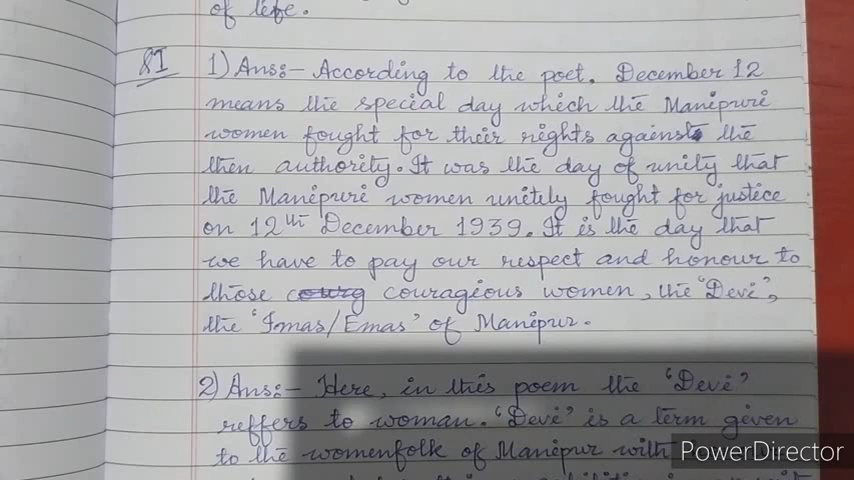 of life.
QI 1) Ans:- According to the poet. December 12
means the special day which the Manipuri
women fought for their rights against the
then authority. It was the day of unity that
the Manipuri women unitely fought for justice
on 12th December 1939. It is the day that
we have to pay our respect and honour to
those couragious women, the "Devi",
the 'Imas/Emas' of Manipur.
2) Ans:- Here, in this poem the 'Devi'
reffers to woman. 'Devi' is a term given
to the womenfolk of Manipur with
PowerDirector